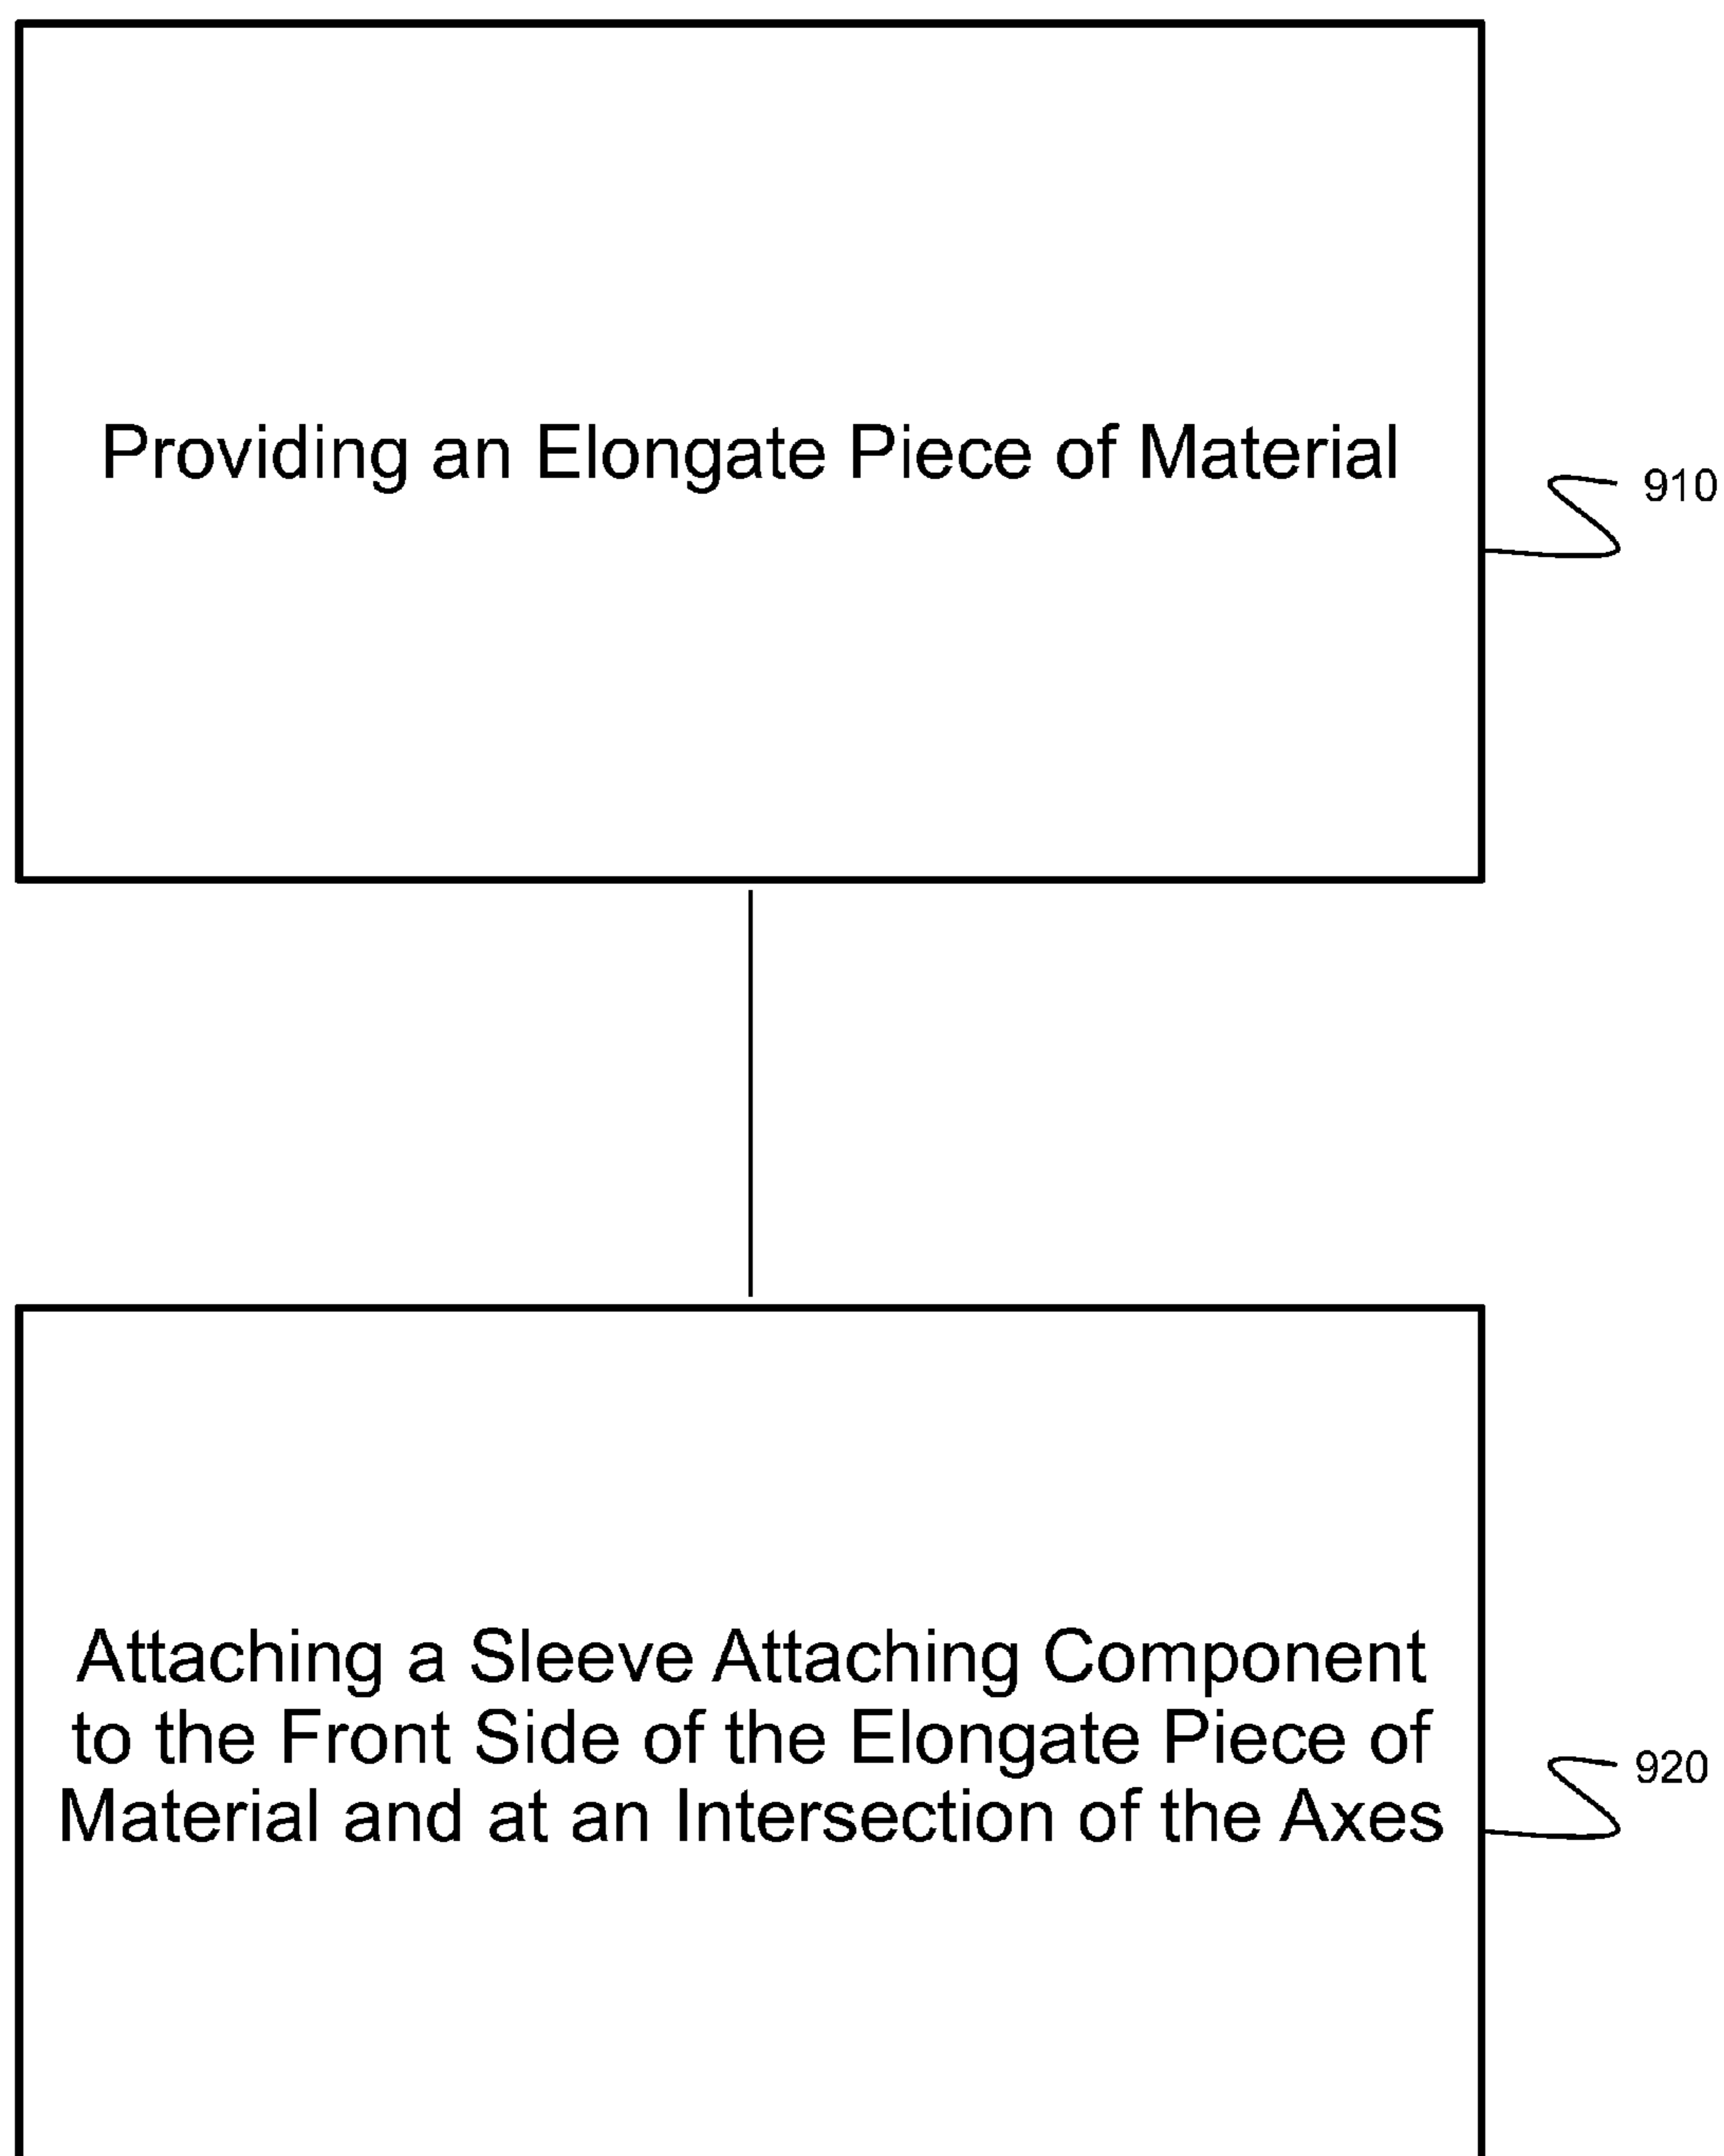 Providing an Elongate Piece of Material
910
Attaching a Sleeve Attaching Component
to the Front Side of the Elongate Piece of
Material and at an Intersection of the Axes
920